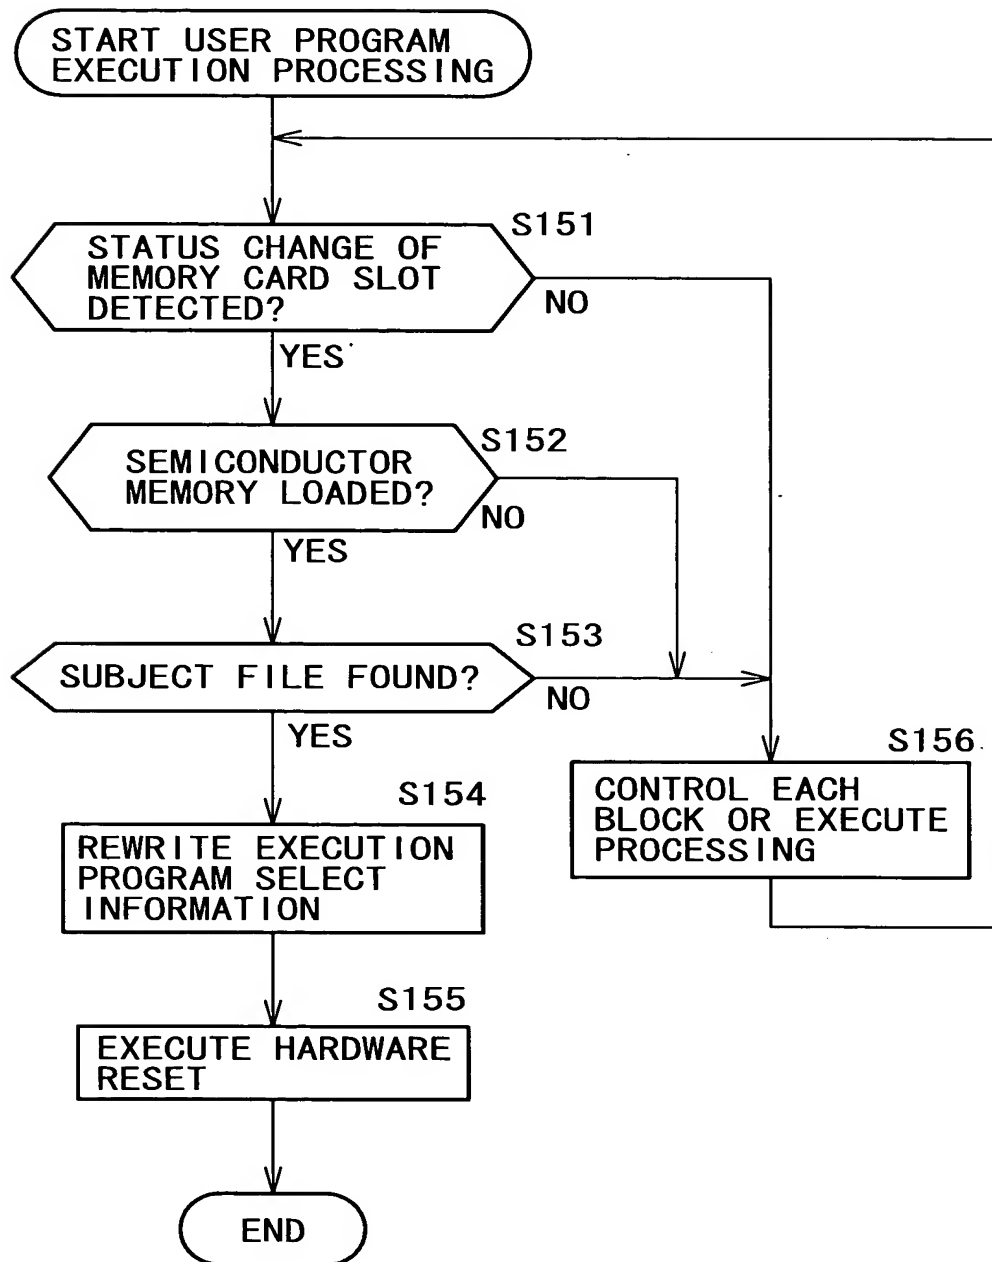 START USER PROGRAM
EXECUTION PROCESSING
S151
STATUS CHANGE OF
MEMORY CARD SLOT
DETECTED?
NO
YES
S152
SEMICONDUCTOR
MEMORY LOADED?
NO
YES
S153
SUBJECT FILE FOUND?
NO
YES
S154
REWRITE EXECUTION
PROGRAM SELECT
INFORMATION
S156
CONTROL EACH
BLOCK OR EXECUTE
PROCESSING
S155
EXECUTE HARDWARE
RESET
END